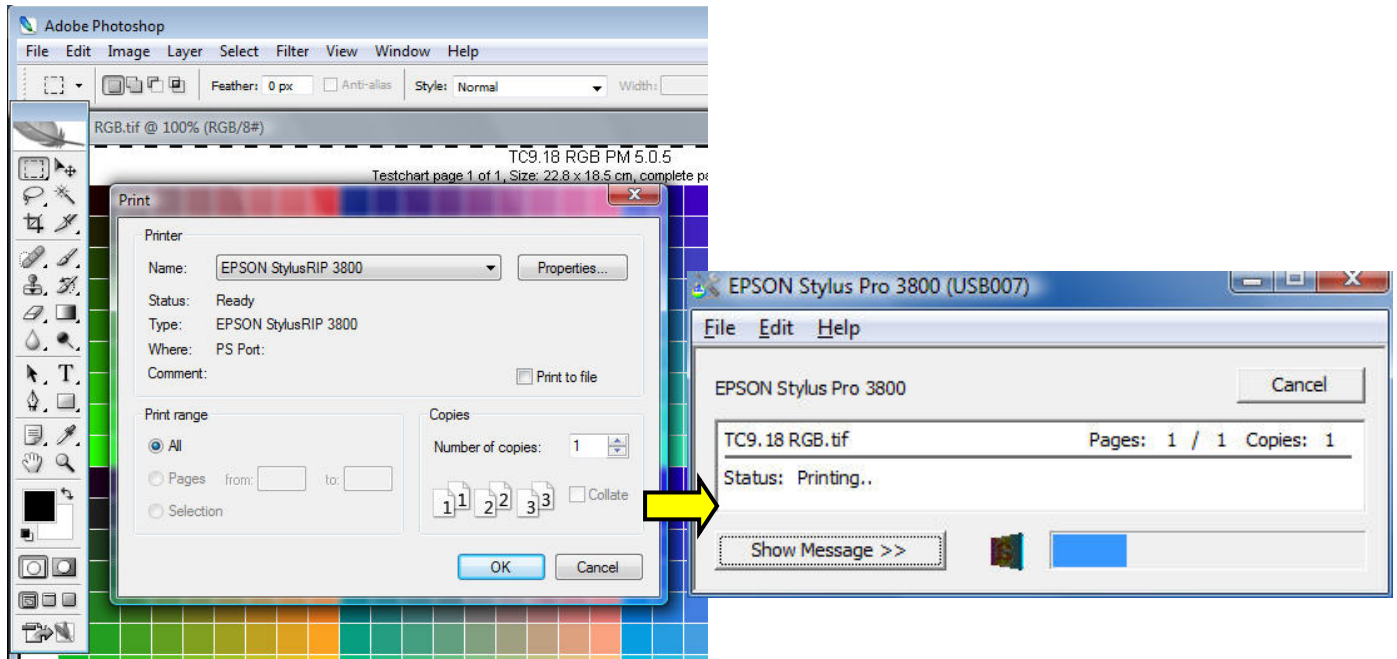 Adobe Photoshop
File Edit Image Layer Select Filter View Window Help
Feather: 0 px Anti-alias Style: Normal Width:
RGB.tif @ 100% (RGB/8#)
TC9.18 RGB PM 5.0.5
Testchart page 1 of 1, Size: 22.8 x 18.5 cm, complete
Print
Printer
Name: EPSON StylusRIP 3800 Properties...
Status: Ready
Type: EPSON StylusRIP 3800
Where: PS Port:
Comment: Print to file
Print range
All
Pages from: to:
Selection
Copies
Number of copies: 1
1 1 2 2 3 3 Collate
OK Cancel
EPSON Stylus Pro 3800 (USB007)
File Edit Help
EPSON Stylus Pro 3800 Cancel
TC9.18 RGB.tif Pages: 1 / 1 Copies: 1
Status: Printing..
Show Message >>